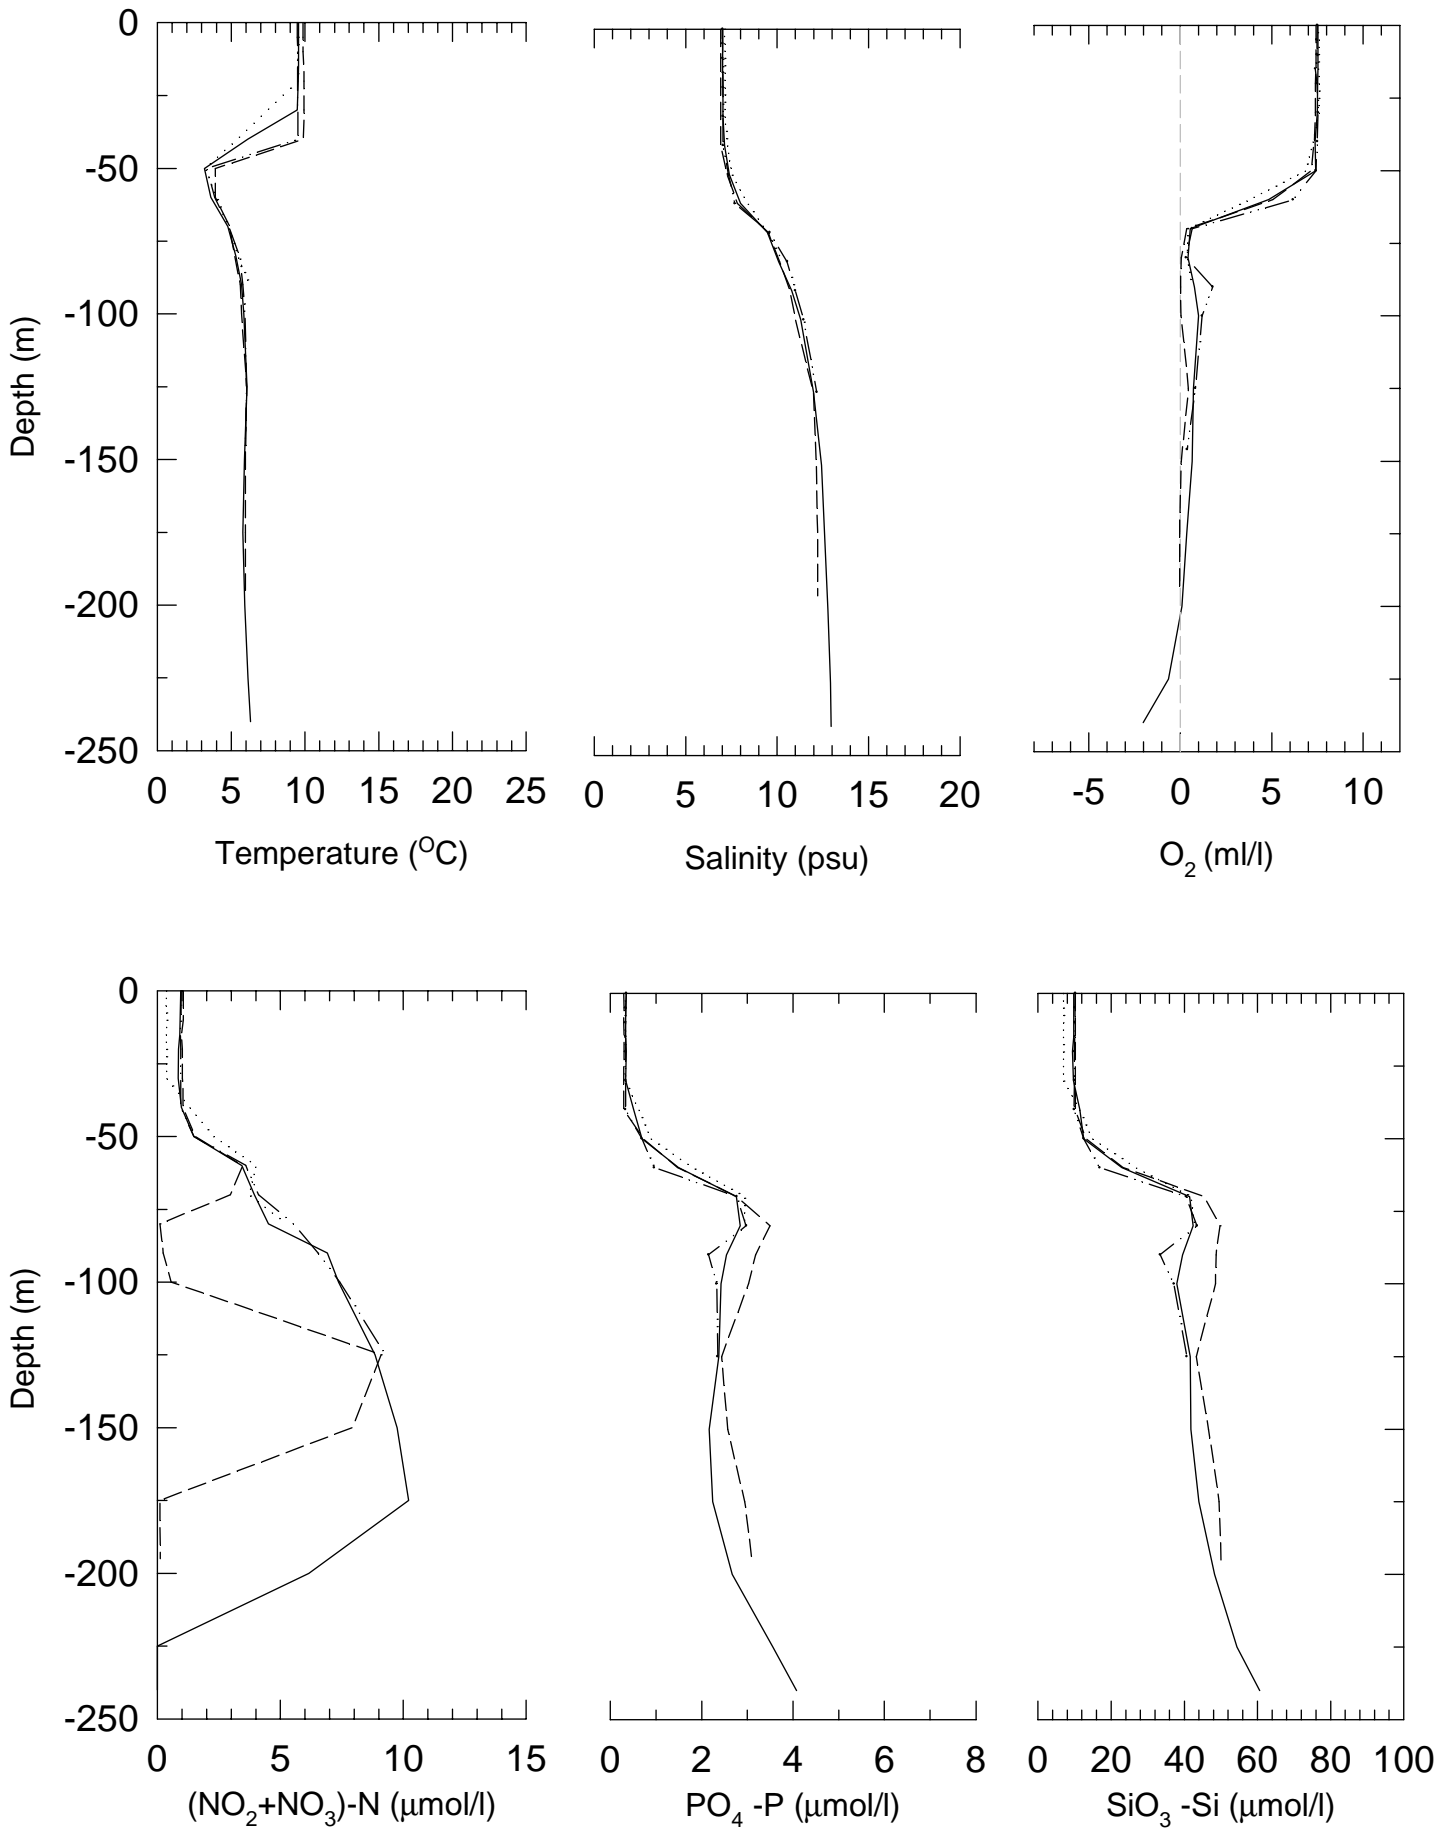 0
-50
-100
-150
-200
-250
Depth (m)
0 5 10 15 20 25
Temperature (°C)
0 5 10 15 20
Salinity (psu)
-5 0 5 10
O₂ (ml/l)
0
-50
-100
-150
-200
-250
Depth (m)
0 5 10 15
(NO₂+NO₃)-N (μmol/l)
0 2 4 6 8
PO₄ -P (μmol/l)
0 20 40 60 80 100
SiO₃ -Si (μmol/l)